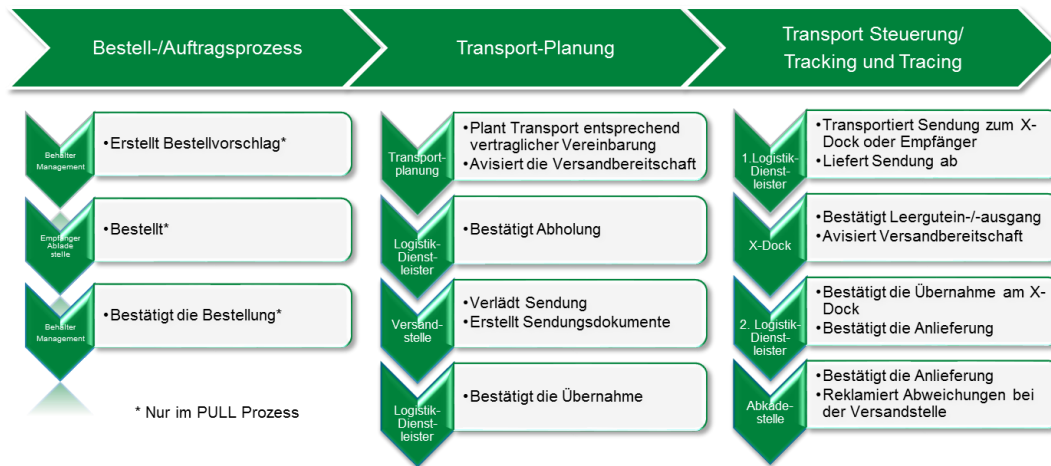 Bestell-/Auftragsprozess
Transport-Planung
Transport Steuerung/
Tracking und Tracing
Behälter
Management
•Erstellt Bestellvorschlag*
Empfänger
Ablade
stelle
•Bestellt*
Behälter
Management
•Bestätigt die Bestellung*
* Nur im PULL Prozess
Transport-
planung
•Plant Transport entsprechend
vertraglicher Vereinbarung
•Avisiert die Versandbereitschaft
Logistik-
Dienst-
leister
•Bestätigt Abholung
Versand-
stelle
•Verlädt Sendung
•Erstellt Sendungsdokumente
Logistik-
Dienst-
leister
•Bestätigt die Übernahme
1.Logistik-
Dienst-
leister
•Transportiert Sendung zum X-
Dock oder Empfänger
•Liefert Sendung ab
X-Dock
•Bestätigt Leergutein-/-ausgang
•Avisiert Versandbereitschaft
2. Logistik-
Dienst-
leister
•Bestätigt die Übernahme am X-
Dock
•Bestätigt die Anlieferung
Abkade-
stelle
•Bestätigt die Anlieferung
•Reklamiert Abweichungen bei
der Versandstelle